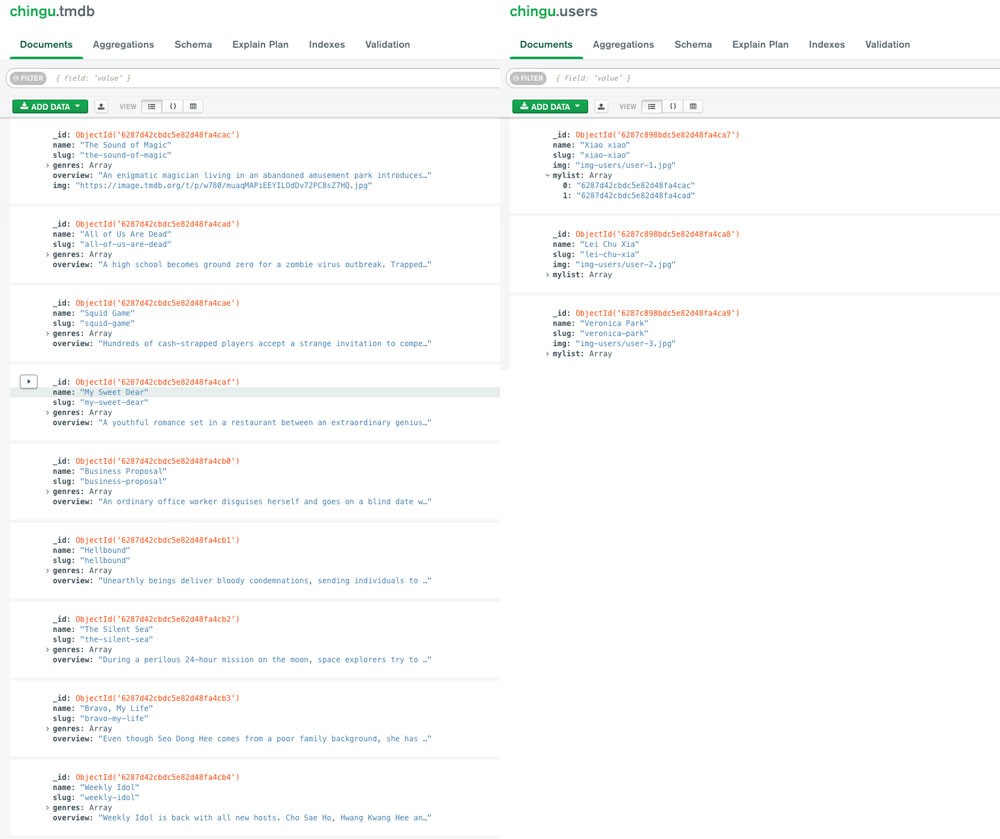 chingu.tmdb
Documents Aggregations Schema Explain Plan Indexes Validation
FILTER { field: 'value' }
ADD DATA VIEW {}
_id: ObjectId('6287d42cbdc5e82d48fa4cac')
name: "The Sound of Magic"
slug: "the-sound-of-magic"
genres: Array
overview: "An enigmatic magician living in an abandoned amusement park introduces…"
img: "https://image.tmdb.org/t/p/w780/muaqMAPiEEYILOdDv72PC8sZ7HQ.jpg"
_id: ObjectId('6287d42cbdc5e82d48fa4cad')
name: "All of Us Are Dead"
slug: "all-of-us-are-dead"
genres: Array
overview: "A high school becomes ground zero for a zombie virus outbreak. Trapped…"
_id: ObjectId('6287d42cbdc5e82d48fa4cae')
name: "Squid Game"
slug: "squid-game"
genres: Array
overview: "Hundreds of cash-strapped players accept a strange invitation to compe…"
_id: ObjectId('6287d42cbdc5e82d48fa4caf')
name: "My Sweet Dear"
slug: "my-sweet-dear"
genres: Array
overview: "A youthful romance set in a restaurant between an extraordinary genius…"
_id: ObjectId('6287d42cbdc5e82d48fa4cb0')
name: "Business Proposal"
slug: "business-proposal"
genres: Array
overview: "An ordinary office worker disguises herself and goes on a blind date w…"
_id: ObjectId('6287d42cbdc5e82d48fa4cb1')
name: "Hellbound"
slug: "hellbound"
genres: Array
overview: "Unearthly beings deliver bloody condemnations, sending individuals to …"
_id: ObjectId('6287d42cbdc5e82d48fa4cb2')
name: "The Silent Sea"
slug: "the-silent-sea"
genres: Array
overview: "During a perilous 24-hour mission on the moon, space explorers try to …"
_id: ObjectId('6287d42cbdc5e82d48fa4cb3')
name: "Bravo, My Life"
slug: "bravo-my-life"
genres: Array
overview: "Even though Seo Dong Hee comes from a poor family background, she has …"
_id: ObjectId('6287d42cbdc5e82d48fa4cb4')
name: "Weekly Idol"
slug: "weekly-idol"
genres: Array
overview: "Weekly Idol is back with all new hosts. Cho Sae Ho, Hwang Kwang Hee an…"
chingu.users
Documents Aggregations Schema Explain Plan Indexes Validation
FILTER { field: 'value' }
ADD DATA VIEW {}
_id: ObjectId('6287c898bdc5e82d48fa4ca7')
name: "Xiao xiao"
slug: "xiao-xiao"
img: "img-users/user-1.jpg"
mylist: Array
0: "6287d42cbdc5e82d48fa4cac"
1: "6287d42cbdc5e82d48fa4cad"
_id: ObjectId('6287c898bdc5e82d48fa4ca8')
name: "Lei Chu Xia"
slug: "lei-chu-xia"
img: "img-users/user-2.jpg"
mylist: Array
_id: ObjectId('6287c898bdc5e82d48fa4ca9')
name: "Veronica Park"
slug: "veronica-park"
img: "img-users/user-3.jpg"
mylist: Array